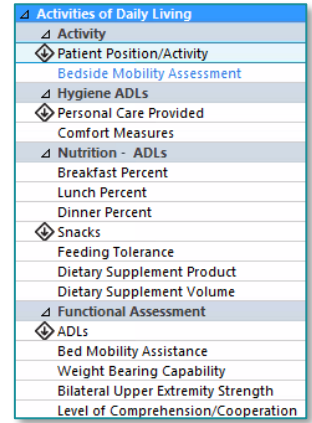 Activities of Daily Living
Activity
Patient Position/Activity
Bedside Mobility Assessment
Hygiene ADLs
Personal Care Provided
Comfort Measures
Nutrition - ADLs
Breakfast Percent
Lunch Percent
Dinner Percent
Snacks
Feeding Tolerance
Dietary Supplement Product
Dietary Supplement Volume
Functional Assessment
ADLs
Bed Mobility Assistance
Weight Bearing Capability
Bilateral Upper Extremity Strength
Level of Comprehension/Cooperation